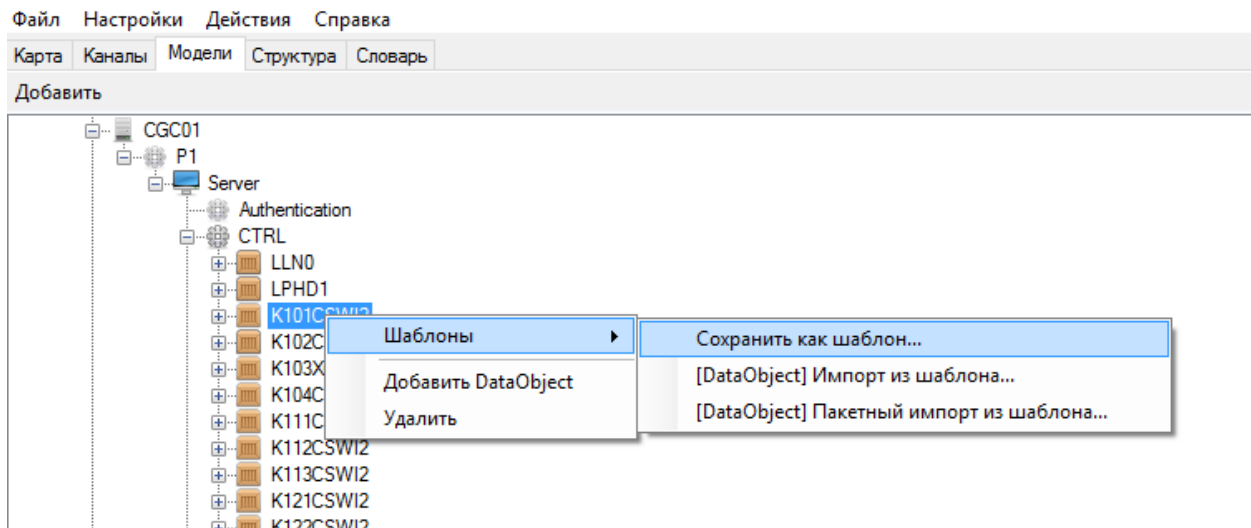 Файл Настройки Действия Справка
Карта Каналы Модели Структура Словарь
Добавить
CGC01
P1
Server
Authentication
CTRL
LLN0
LPHD1
K101CSWI2
K102C
K103X
K104C
K111C
K112CSWI2
K113CSWI2
K121CSWI2
K122CSWI2
Шаблоны
Добавить DataObject
Удалить
Сохранить как шаблон...
[DataObject] Импорт из шаблона...
[DataObject] Пакетный импорт из шаблона...